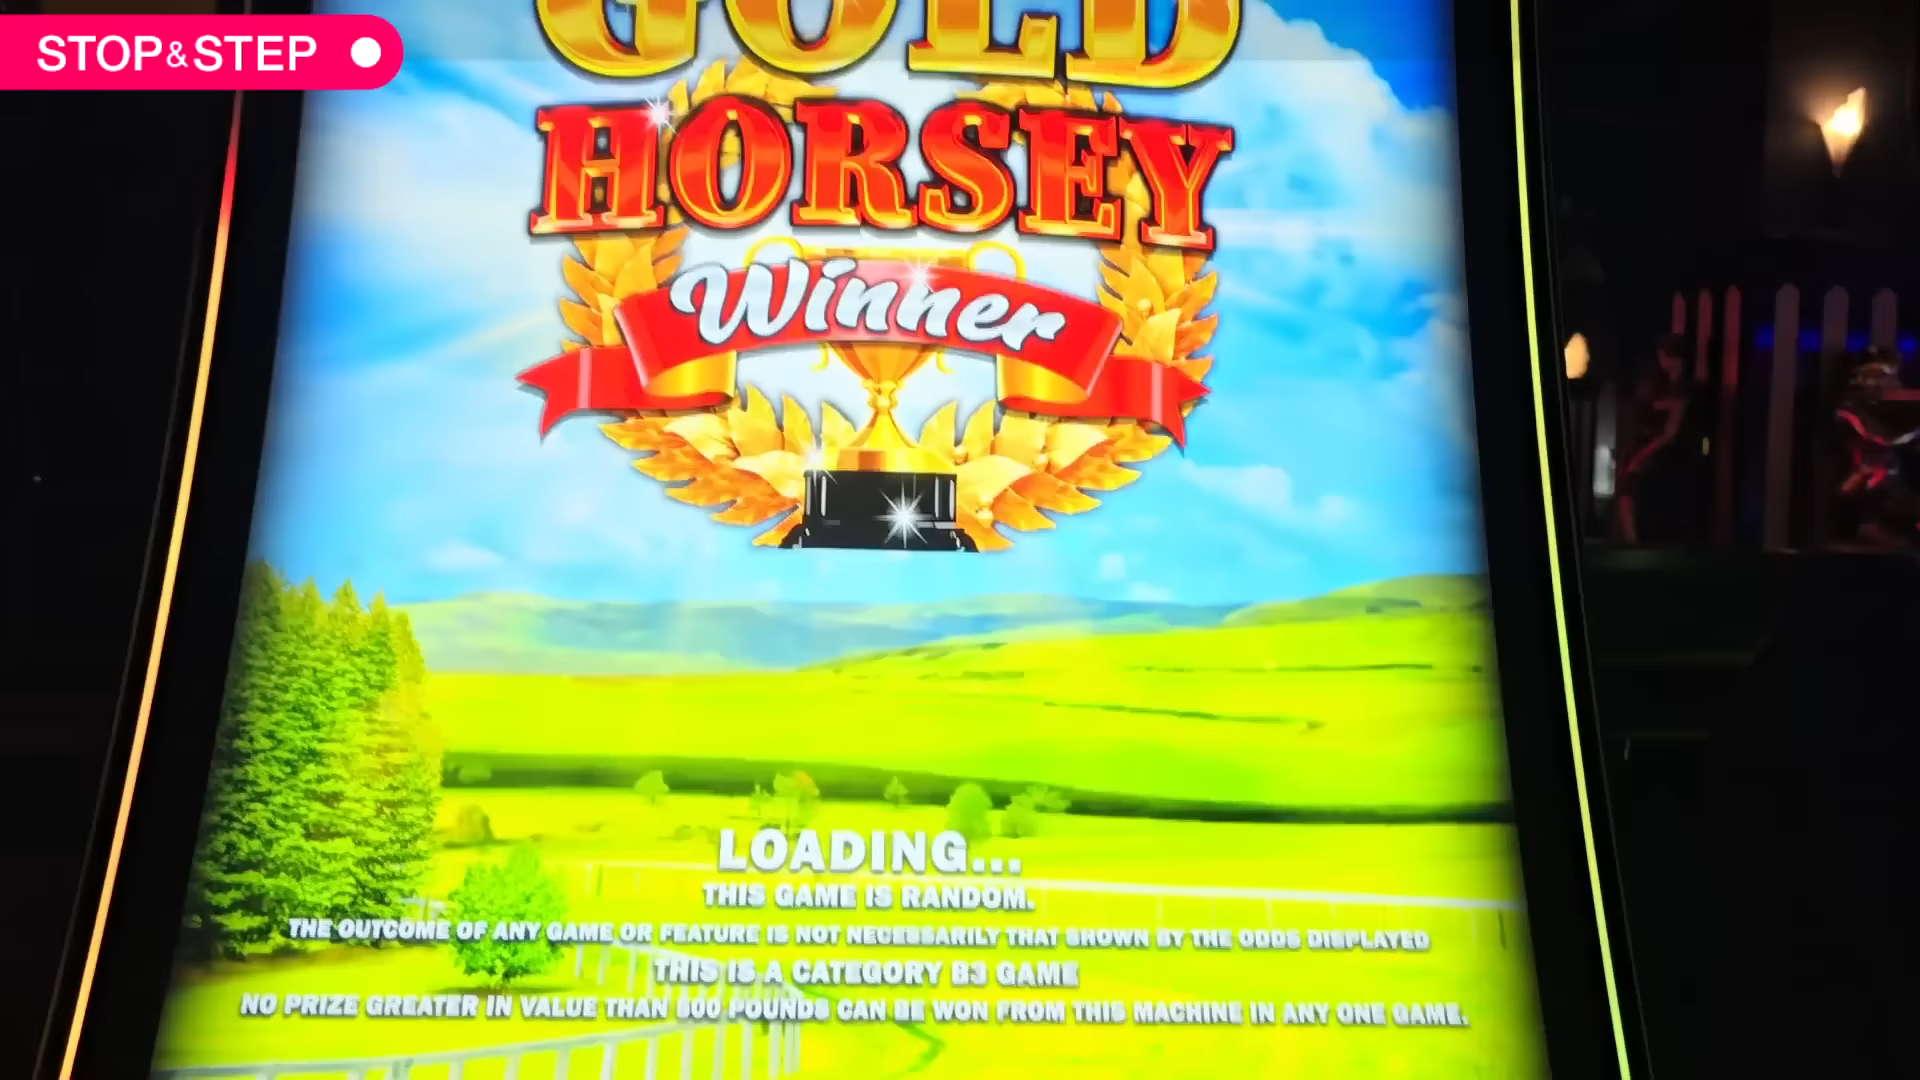 STOP&STEP
GOLD
HORSEY
Winner
LOADING...
THIS GAME IS RANDOM.
THE OUTCOME OF ANY GAME OR FEATURE IS NOT NECESSARILY THAT SHOWN BY THE ODDS DISPLAYED
THIS IS A CATEGORY B3 GAME
NO PRIZE GREATER IN VALUE THAN 500 POUNDS CAN BE WON FROM THIS MACHINE IN ANY ONE GAME.